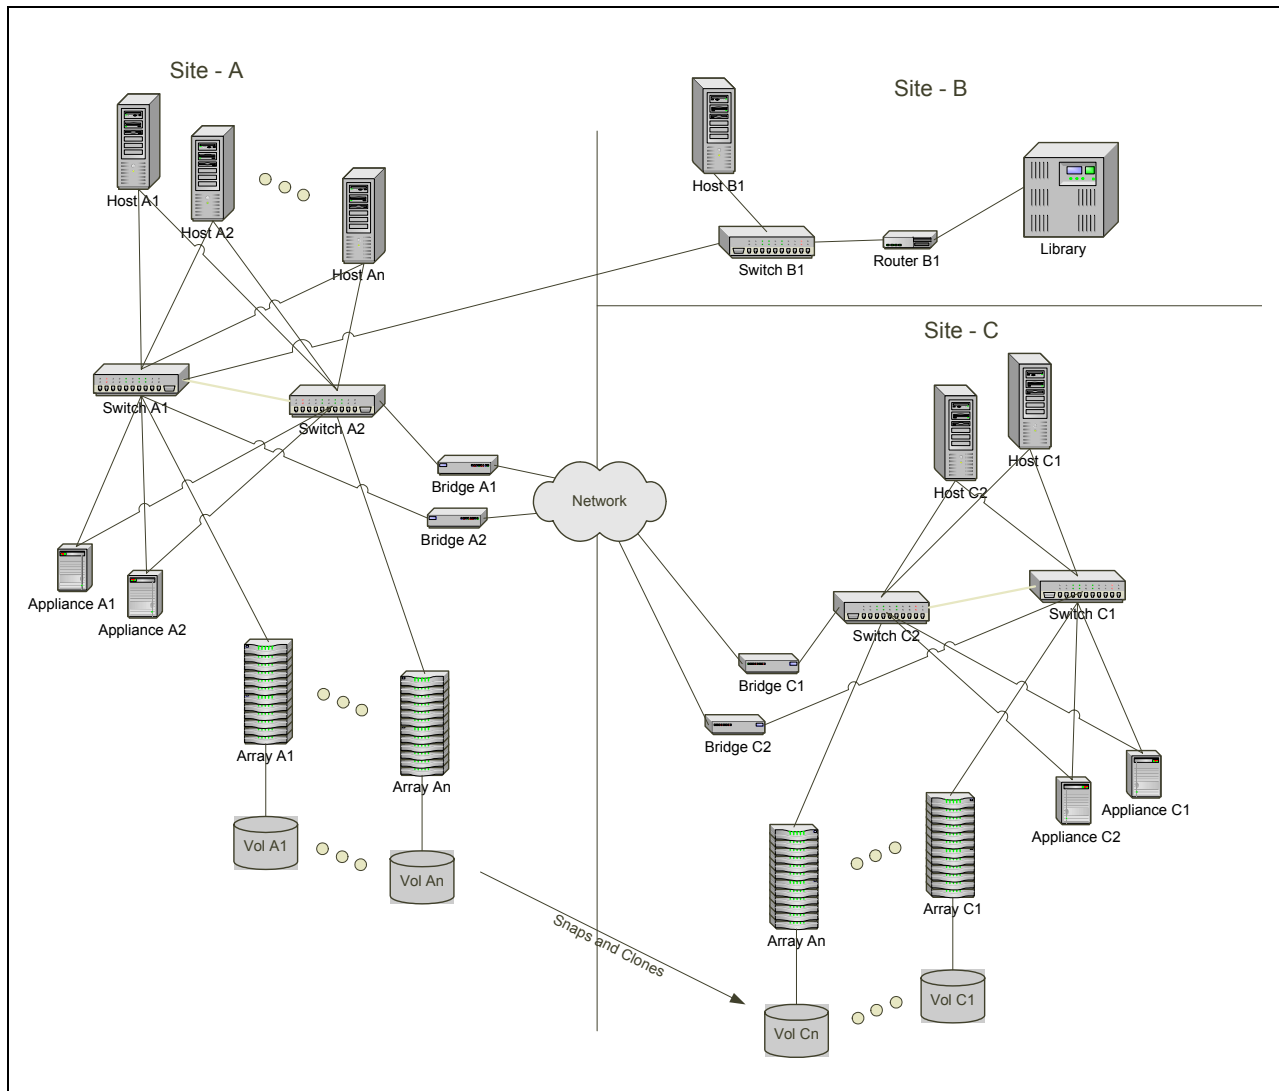 Site - A
Site - B
Host A1
Host A2
Host An
Host B1
Switch B1
Router B1
Library
Site - C
Switch A1
Switch A2
Bridge A1
Bridge A2
Network
Host C1
Host C2
Appliance A1
Appliance A2
Switch C2
Switch C1
Bridge C1
Bridge C2
Array A1
Array An
Appliance C1
Appliance C2
Vol A1
Vol An
Array C1
Array An
Snaps and Clones
Vol C1
Vol Cn